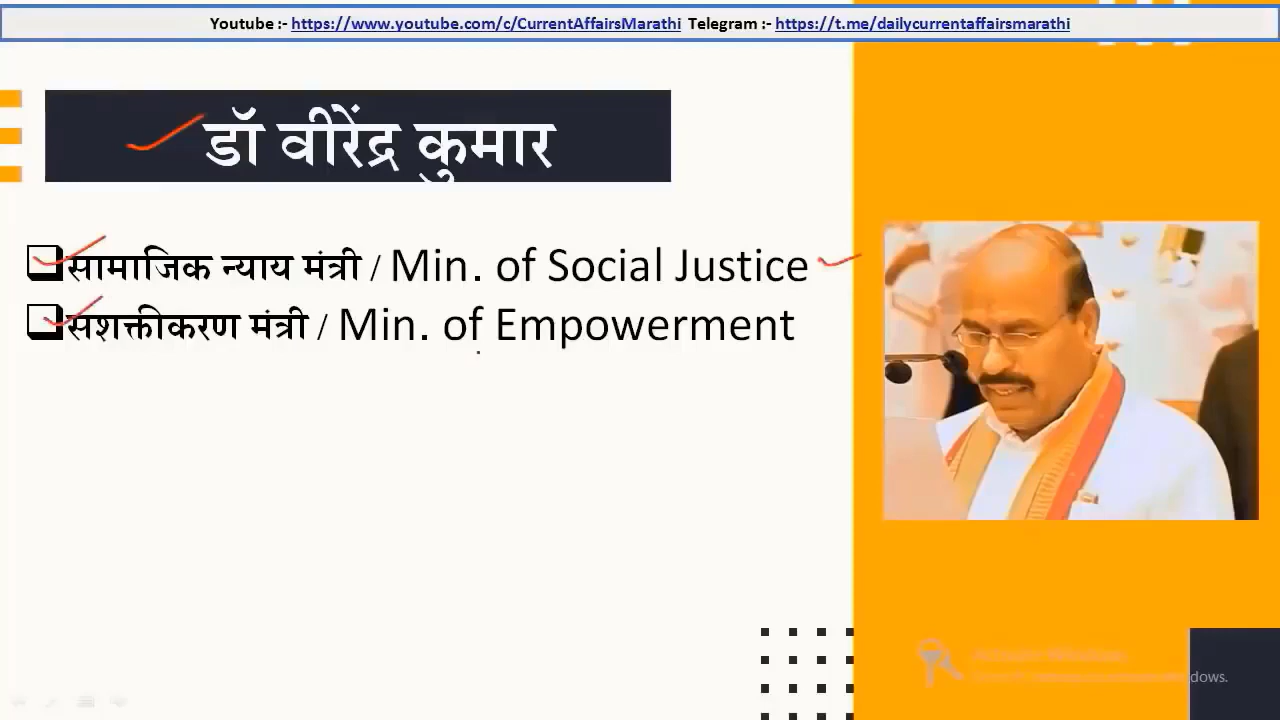 Youtube :- https://www.youtube.com/c/CurrentAffairsMarathi Telegram :- https://t.me/dailycurrentaffairsmarathi
डॉ वीरेंद्र कुमार
सामाजिक न्याय मंत्री / Min. of Social Justice
सशक्तीकरण मंत्री / Min. of Empowerment